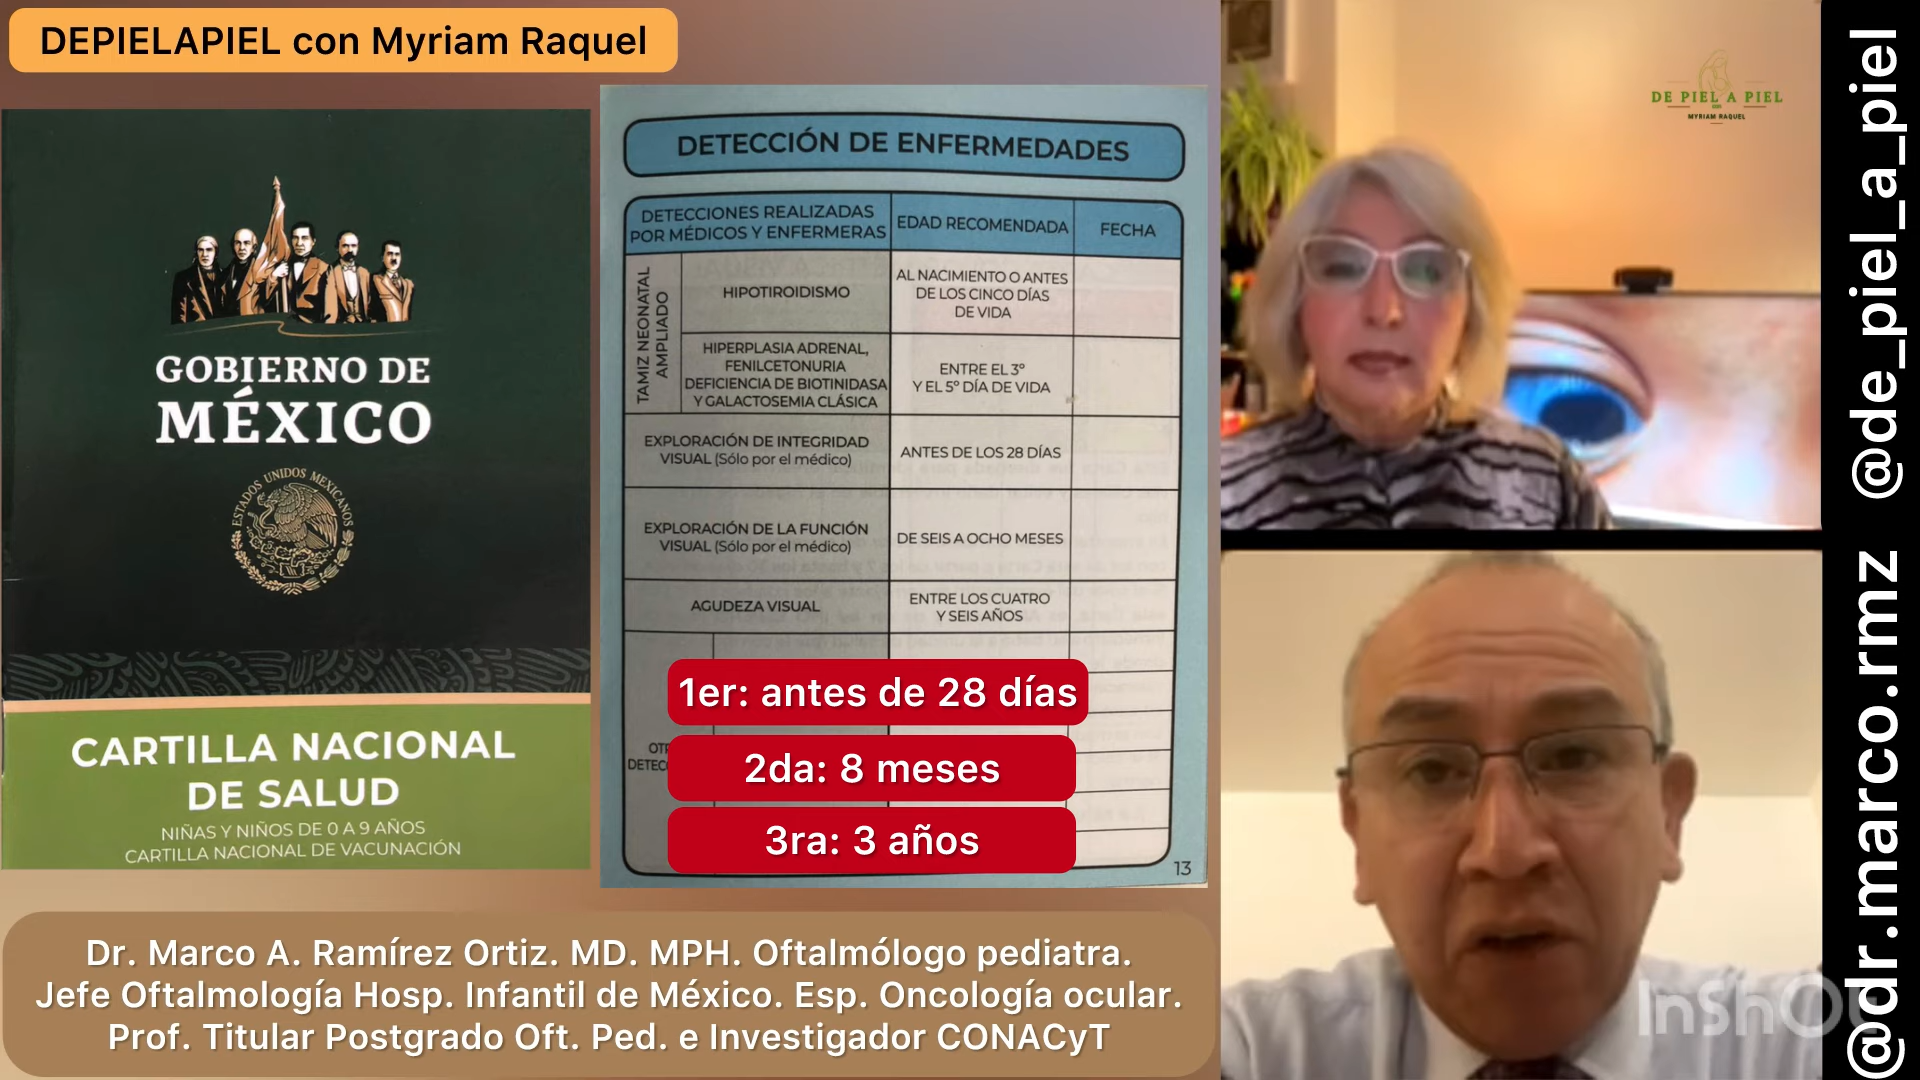 DEPIELAPIEL con Myriam Raquel
GOBIERNO DE
MÉXICO
ESTADOS UNIDOS MEXICANOS
CARTILLA NACIONAL
DE SALUD
NIÑAS Y NIÑOS DE 0 A 9 AÑOS
CARTILLA NACIONAL DE VACUNACIÓN
DETECCIÓN DE ENFERMEDADES
DETECCIONES REALIZADAS
POR MÉDICOS Y ENFERMERAS
EDAD RECOMENDADA
FECHA
TAMIZ NEONATAL
AMPLIADO
HIPOTIROIDISMO
AL NACIMIENTO O ANTES
DE LOS CINCO DÍAS
DE VIDA
HIPERPLASIA ADRENAL,
FENILCETONURIA
DEFICIENCIA DE BIOTINIDASA
Y GALACTOSEMIA CLÁSICA
ENTRE EL 3º
Y EL 5º DÍA DE VIDA
EXPLORACIÓN DE INTEGRIDAD
VISUAL (Sólo por el médico)
ANTES DE LOS 28 DÍAS
EXPLORACIÓN DE LA FUNCIÓN
VISUAL (Sólo por el médico)
DE SEIS A OCHO MESES
AGUDEZA VISUAL
ENTRE LOS CUATRO
Y SEIS AÑOS
1er: antes de 28 días
2da: 8 meses
3ra: 3 años
13
Dr. Marco A. Ramírez Ortiz. MD. MPH. Oftalmólogo pediatra.
Jefe Oftalmología Hosp. Infantil de México. Esp. Oncología ocular.
Prof. Titular Postgrado Oft. Ped. e Investigador CONACyT
DE PIEL A PIEL
con
MYRIAM RAQUEL
@de_piel_a_piel
@dr.marco.rmz